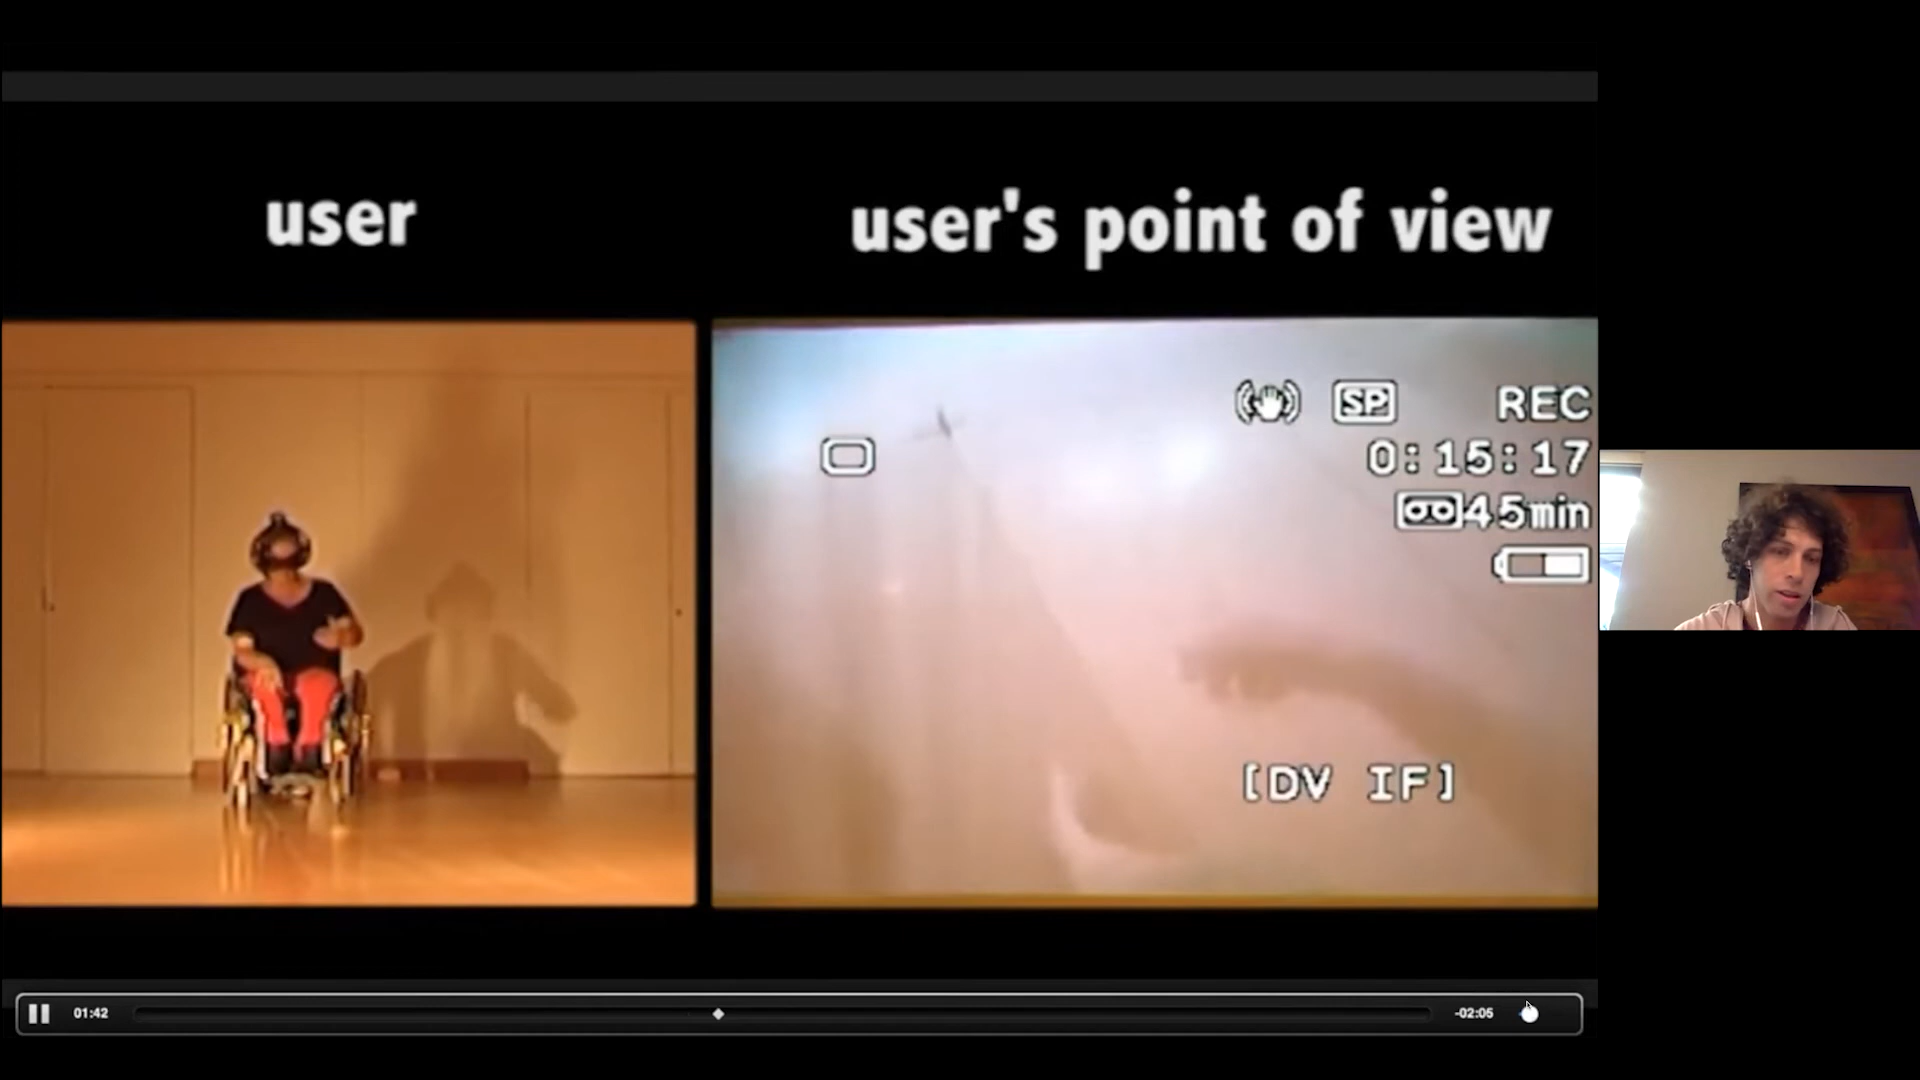 user
user's point of view
SP REC
0:15:17
45min
[DV IF]
01:42
-02:05